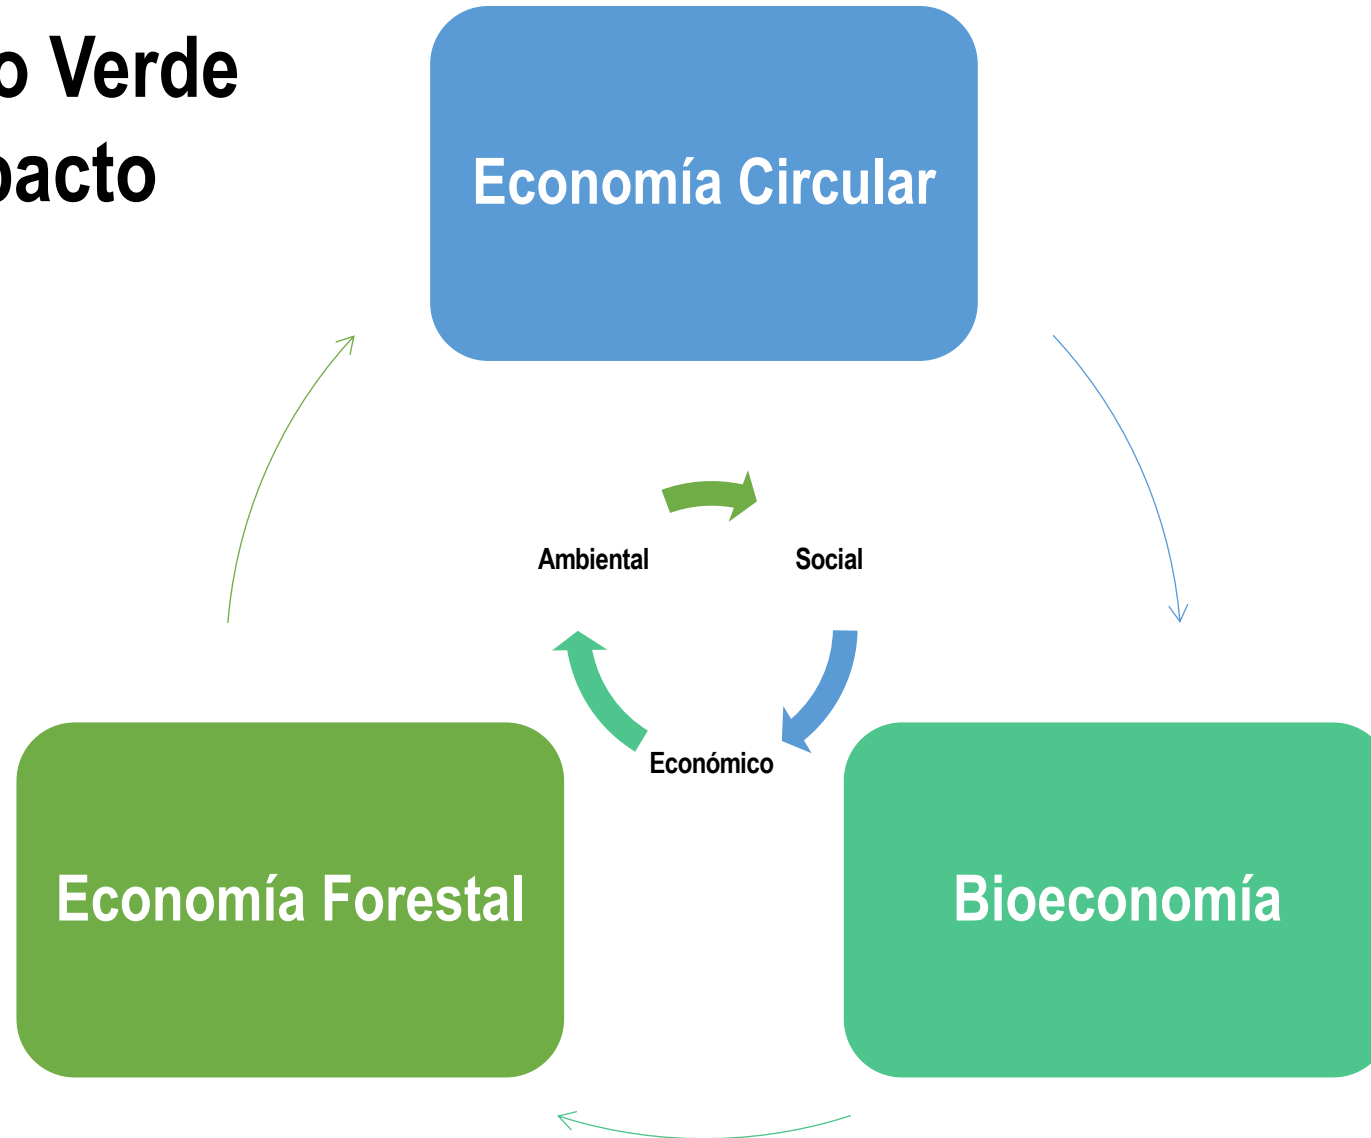 o Verde
pacto
Economía Circular
Ambiental
Social
Económico
Economía Forestal
Bioeconomía